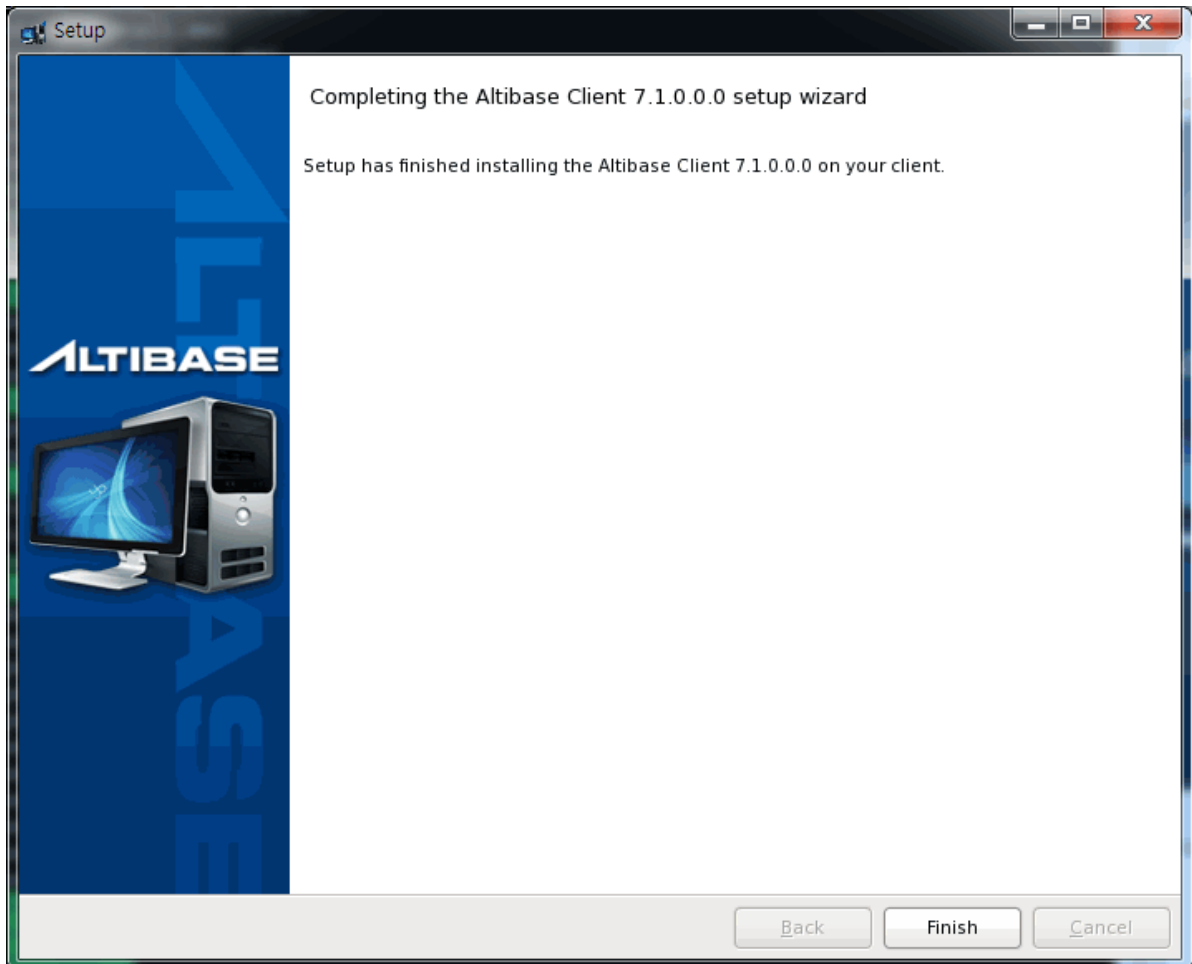 Setup
Completing the Altibase Client 7.1.0.0.0 setup wizard
Setup has finished installing the Altibase Client 7.1.0.0.0 on your client.
ALTIBASE
ALTIBASE
Back
Finish
Cancel